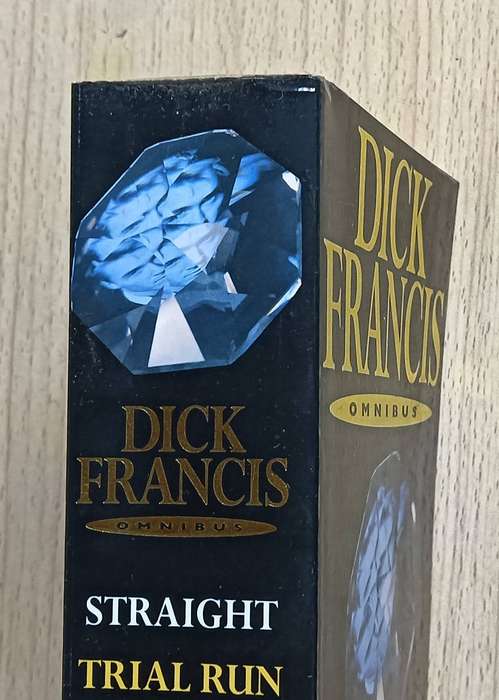 DICK
FRANCIS
OMNIBUS
STRAIGHT
TRIAL RUN
DICK
FRANCIS
OMNIBUS